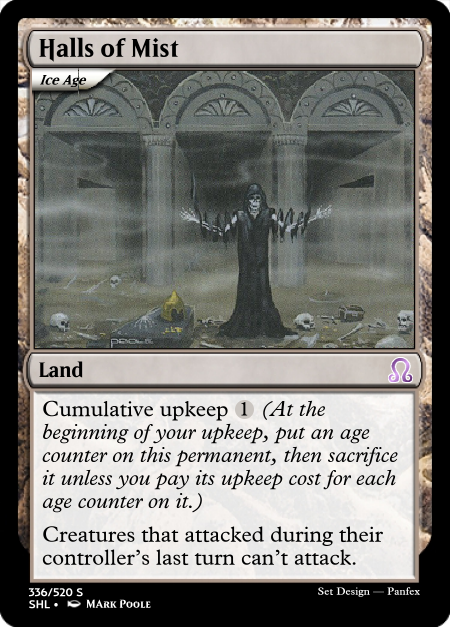 Halls of Mist
Ice Age
POOLE
Land
Cumulative upkeep 1 (At the
beginning of your upkeep, put an age
counter on this permanent, then sacrifice
it unless you pay its upkeep cost for each
age counter on it.)
Creatures that attacked during their
controller's last turn can't attack.
336/520 S
Set Design — Panfex
SHL • MArk Poole